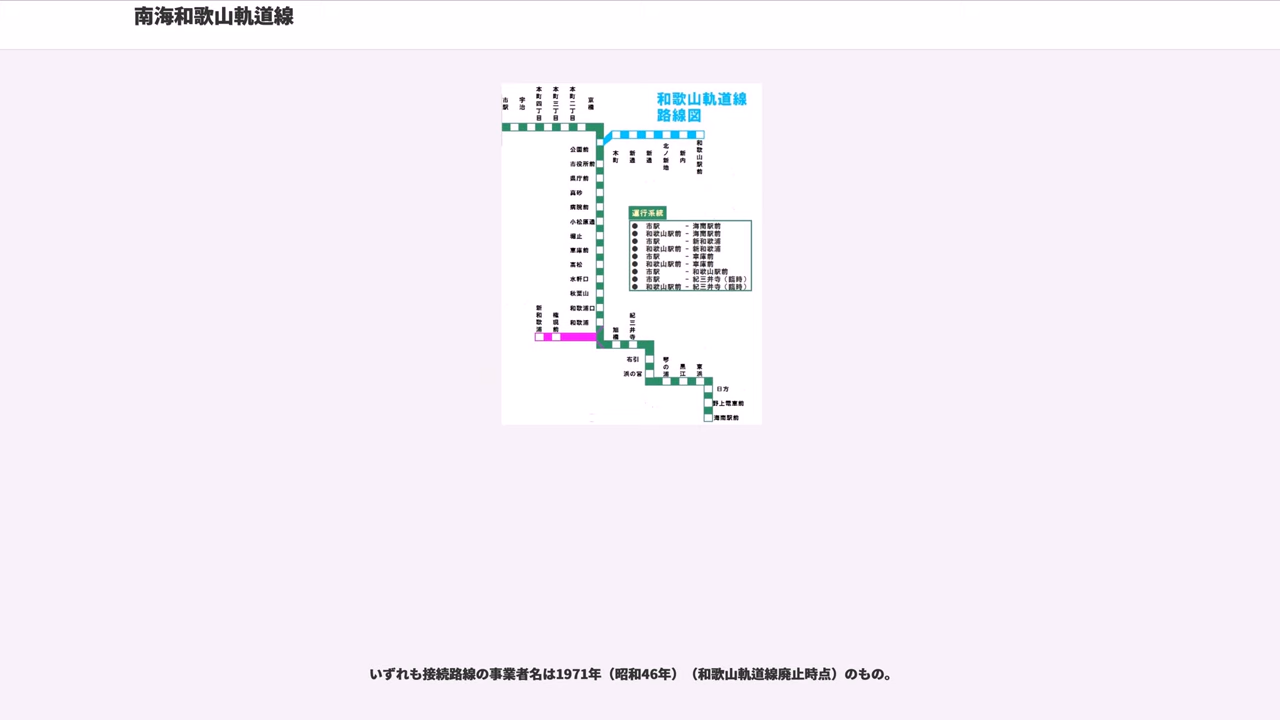 南海和歌山軌道線
和歌山軌道線
路線図
市駅
宇治
本町四丁目
本町三丁目
本町二丁目
京橋
本町
新通
新通
北ノ新地
新内
和歌山駅前
公園前
市役所前
県庁前
真砂
病院前
小松原通
堀止
車庫前
高松
水軒口
秋葉山
和歌浦口
和歌浦
運行系統
● 市駅 - 海南駅前
● 和歌山駅前 - 海南駅前
● 市駅 - 新和歌浦
● 和歌山駅前 - 新和歌浦
● 市駅 - 車庫前
● 和歌山駅前 - 車庫前
● 市駅 - 和歌山駅前
● 市駅 - 紀三井寺（臨時）
● 和歌山駅前 - 紀三井寺（臨時）
新和歌浦
権現前
旭橋
紀三井寺
布引
浜の宮
琴の浦
黒江
東浜
日方
野上電車前
海南駅前
いずれも接続路線の事業者名は1971年（昭和46年）（和歌山軌道線廃止時点）のもの。